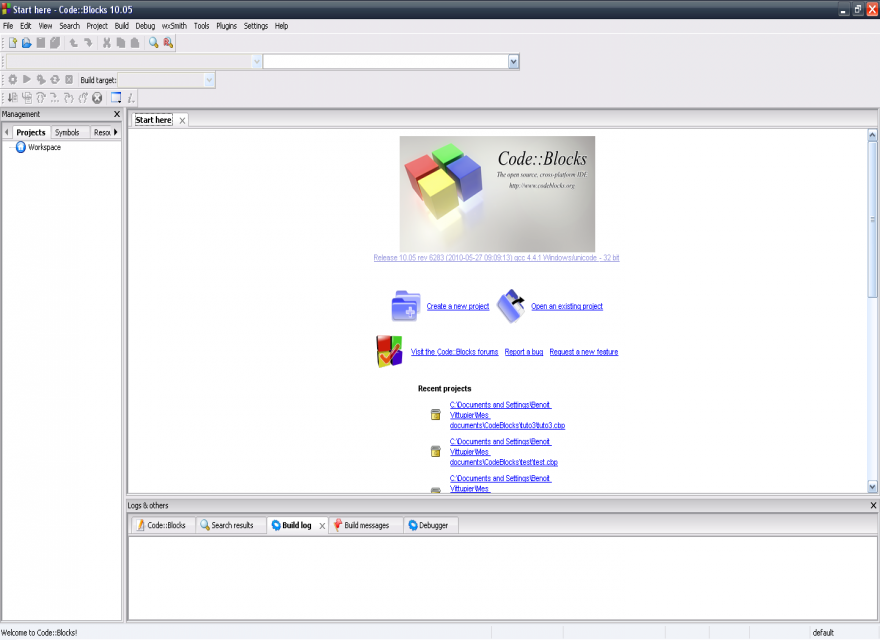 Start here - Code::Blocks 10.05
File Edit View Search Project Build Debug wxSmith Tools Plugins Settings Help
Build target:
Management X
Projects Symbols Resou
Workspace
Start here
Code::Blocks
The open source, cross-platform IDE
http://www.codeblocks.org
Release 10.05 rev 6283 (2010-05-27 09:09:13) gcc 4.4.1 Windows/unicode - 32 bit
Create a new project Open an existing project
Visit the Code::Blocks forums Report a bug Request a new feature
Recent projects
C:\Documents and Settings\Benoit
Vittupier\Mes
documents\CodeBlocks\tuto3\tuto3.cbp
C:\Documents and Settings\Benoit
Vittupier\Mes
documents\CodeBlocks\test\test.cbp
C:\Documents and Settings\Benoit
Vittupier\Mes
Logs & others X
Code::Blocks Search results Build log Build messages Debugger
Welcome to Code::Blocks! default